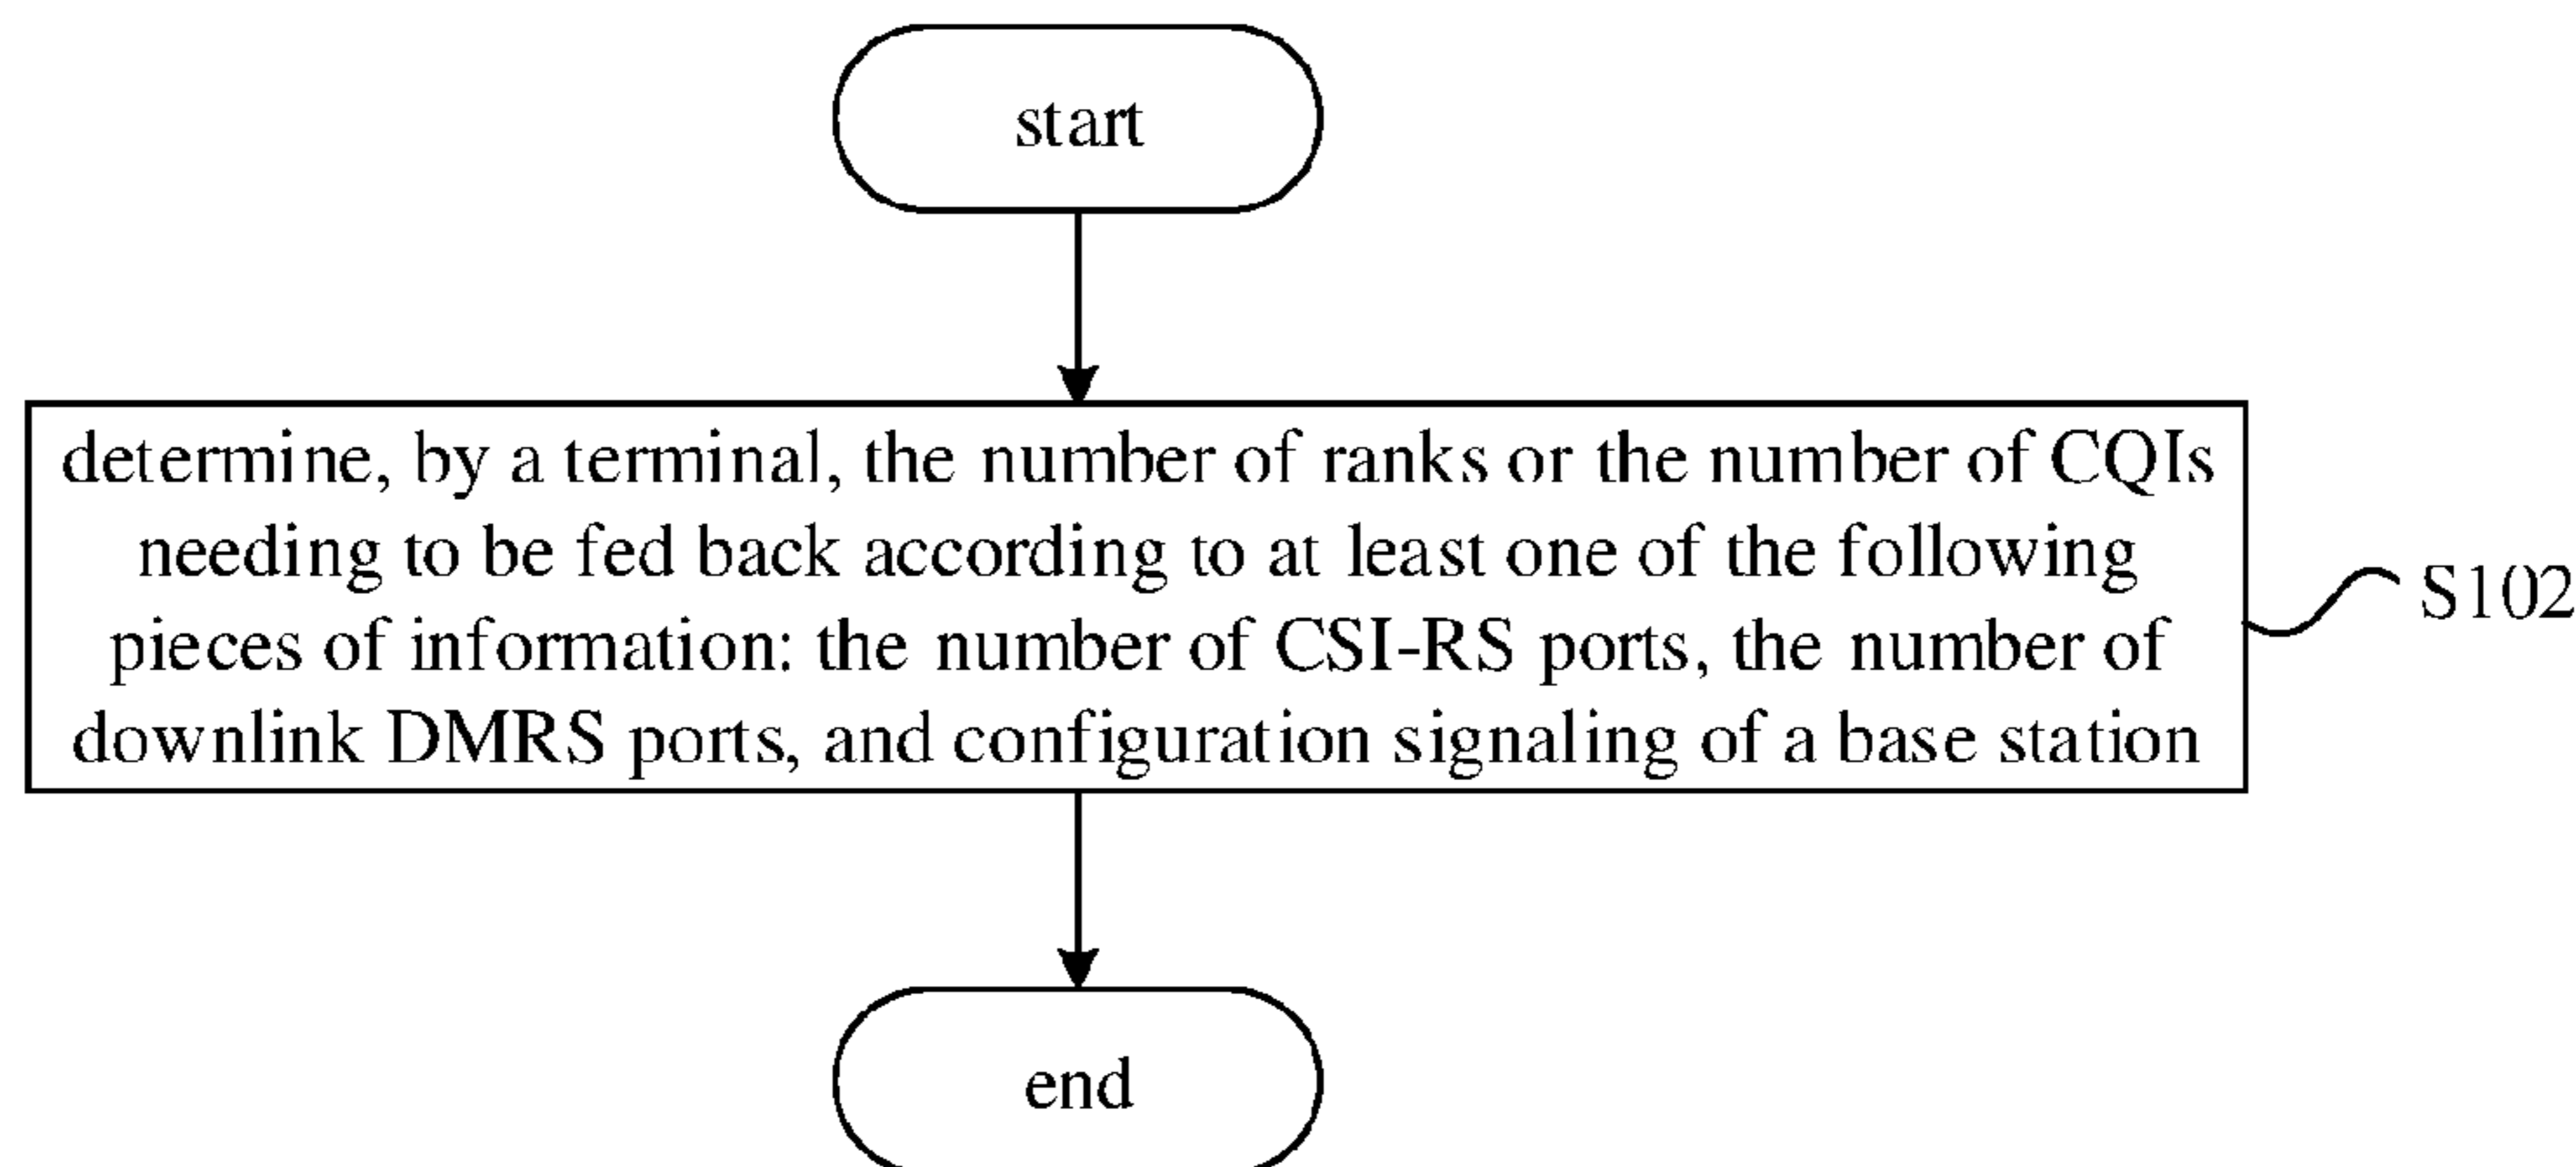 start
determine, by a terminal, the number of ranks or the number of CQIs
needing to be fed back according to at least one of the following
pieces of information: the number of CSI-RS ports, the number of
downlink DMRS ports, and configuration signaling of a base station
S102
end